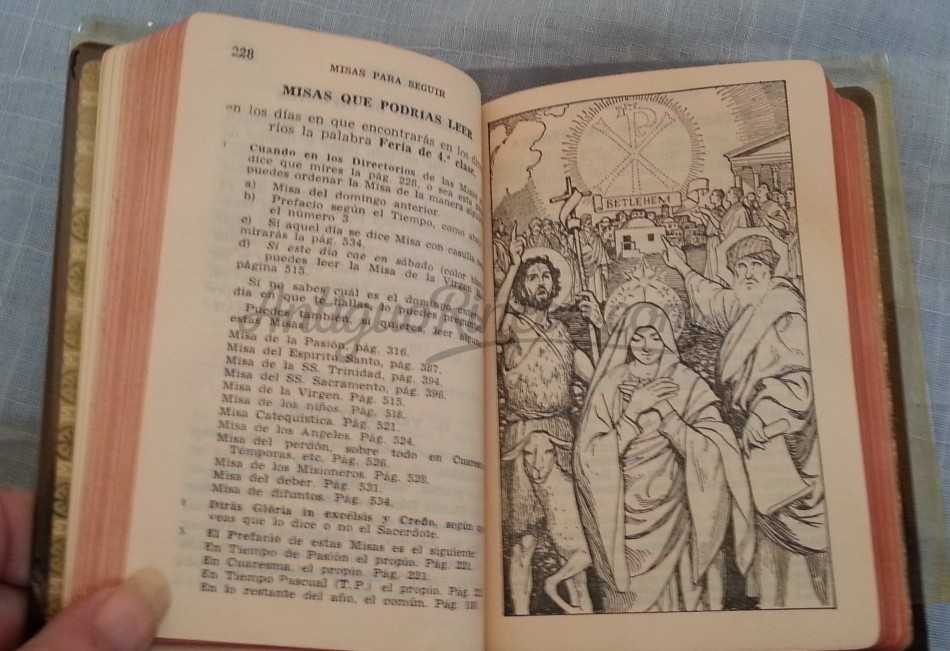 228
MISAS PARA SEGUIR
MISAS QUE PODRIAS LEER
en los días en que encontrarás en los
ríos la palabra Feria de 4.ª clase.
1 Cuando en los Directorios de las Misas
dice que mires la pág. 228, o sea esta
puedes ordenar la Misa de la manera
a) Misa del domingo anterior.
b) Prefacio según el Tiempo, como
el número 3.
c) Si aquel día se dice Misa con casulla
mirarás la pág. 534.
d) Si este día cae en sábado (color
puedes leer la Misa de la Virgen
página 515.
Si no sabes cuál es el domingo
día en que te hallas, lo puedes
Puedes también, si quieres, leer
estas Misas:
Misa de la Pasión, pág. 316.
Misa del Espíritu Santo, pág. 387.
Misa de la SS. Trinidad, pág. 394.
Misa del SS. Sacramento, pág. 396.
Misa de la Virgen. Pág. 515.
Misa de los niños. Pág. 518.
Misa Catequística. Pág. 521.
Misa de los Angeles. Pág. 524.
Misa del perdón, sobre todo en
Témporas, etc. Pág. 526.
Misa de los Misioneros. Pág. 528.
Misa del deber. Pág. 531.
Misa de difuntos. Pág. 534.
Dirás Glória in excélsis y Credo, según
veas que lo dice o no el Sacerdote.
3. El Prefacio de estas Misas es el siguiente
En Tiempo de Pasión el propio. Pág. 221.
En Cuaresma, el propio. Pág. 221.
En Tiempo Pascual (T. P.) el propio. Pág.
En lo restante del año, el común. Pág.
BETLEHEM